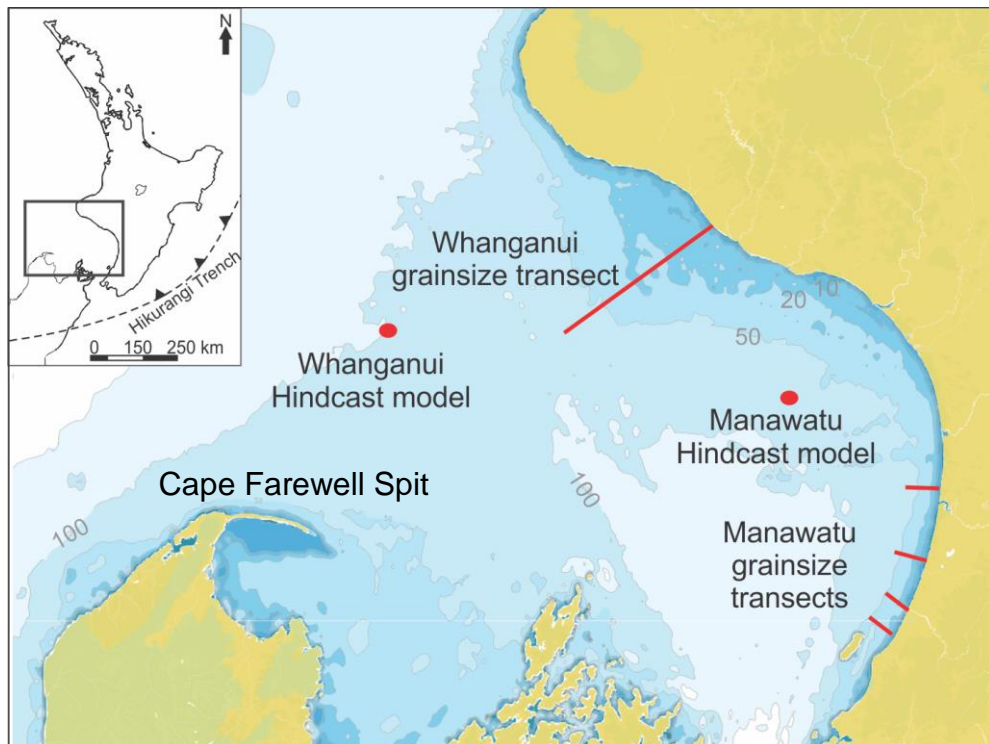 N
Hikurangi Trench
0 150 250 km
Whanganui
grainsize transect
20
10
50
Whanganui
Hindcast model
Manawatu
Hindcast model
Cape Farewell Spit
100
100
Manawatu
grainsize
transects